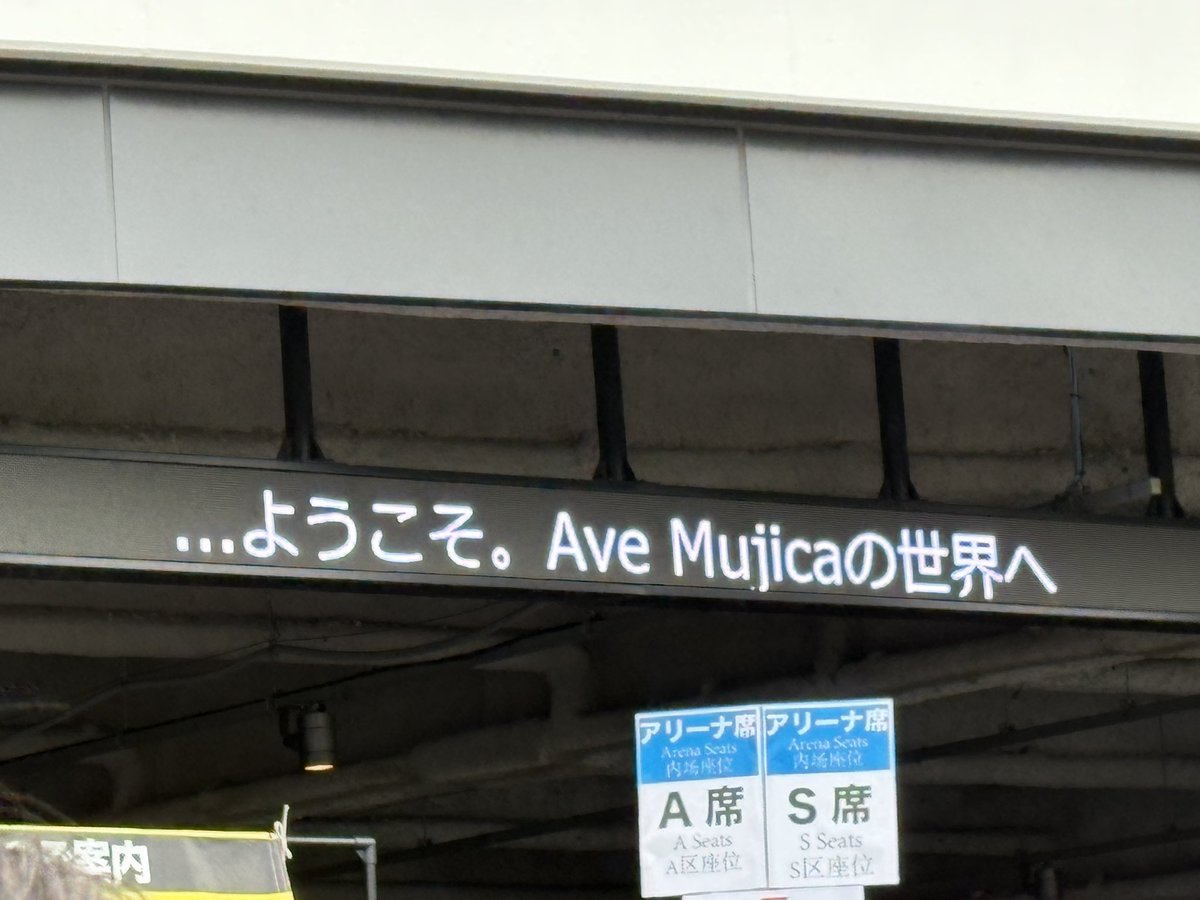 ...ようこそ。Ave Mujicaの世界へ
アリーナ席
Arena Seats
内场座位
A 席
A Seats
A区座位
アリーナ席
Arena Seats
内场座位
S 席
S Seats
S区座位
ご案内